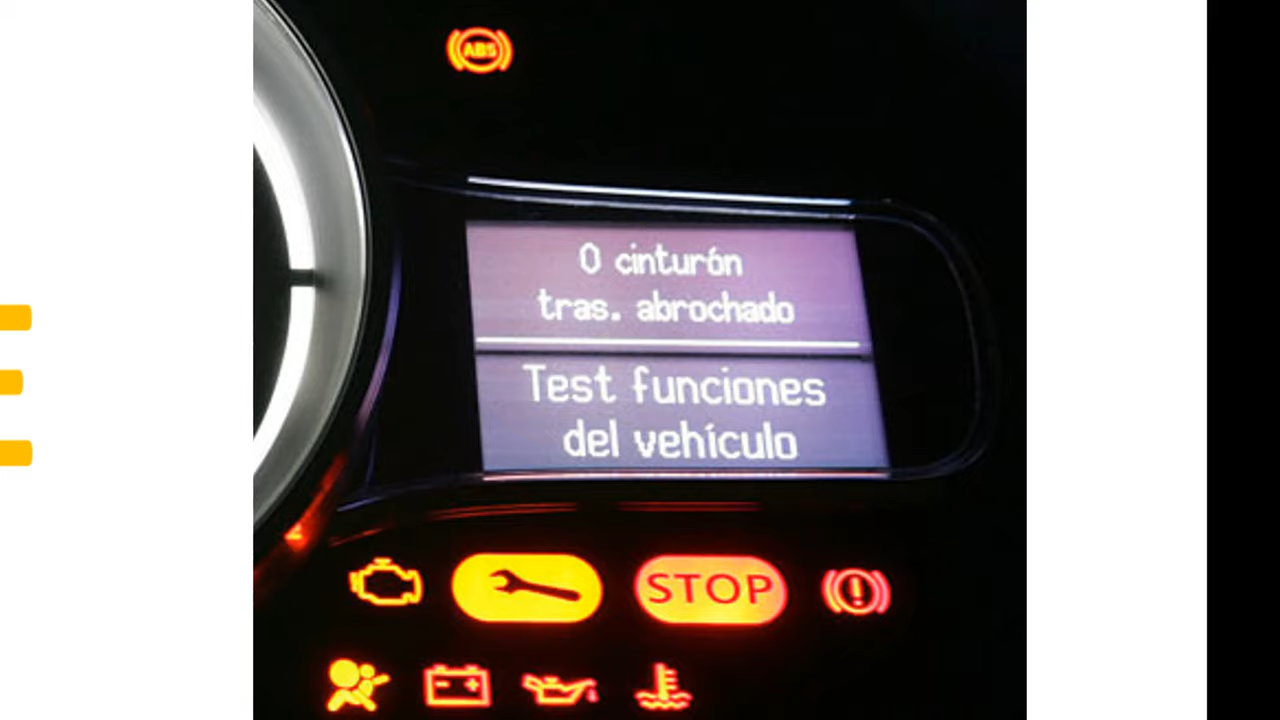 ABS
0 cinturón
tras. abrochado
Test funciones
del vehículo
STOP